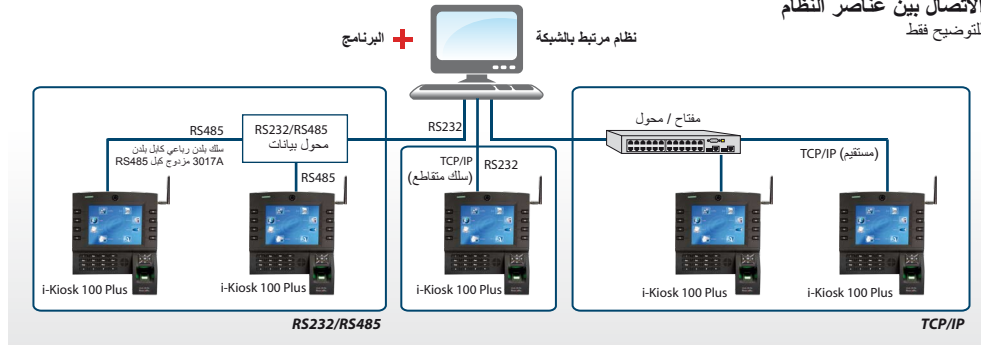 الاتصال بين عناصر النظام
للتوضيح فقط
نظام مرتبط بالشبكة
البرنامج
RS485
سلك بلدن رباعي كابل بلدن
3017A مزدوج كبل RS485
RS232/RS485
محول بيانات
RS485
RS232
TCP/IP
(سلك متقاطع)
RS232
مفتاح / محول
TCP/IP (مستقيم)
i-Kiosk 100 Plus
i-Kiosk 100 Plus
i-Kiosk 100 Plus
i-Kiosk 100 Plus
i-Kiosk 100 Plus
RS232/RS485
TCP/IP